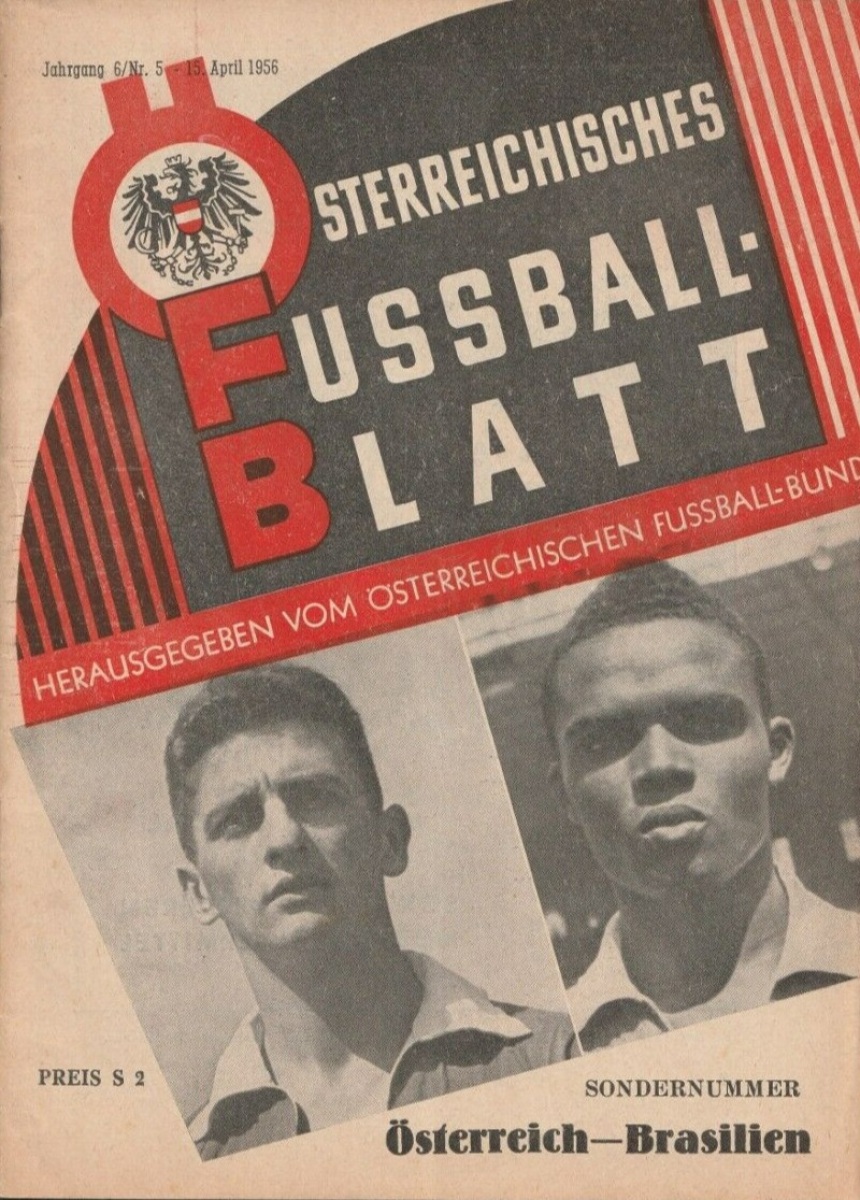 Jahrgang 6/Nr. 5 - 15. April 1956
ÖSTERREICHISCHES
FUSSBALL-
BLATT
HERAUSGEGEBEN VOM ÖSTERREICHISCHEN FUSSBALL-BUND
PREIS S 2
SONDERNUMMER
Österreich—Brasilien